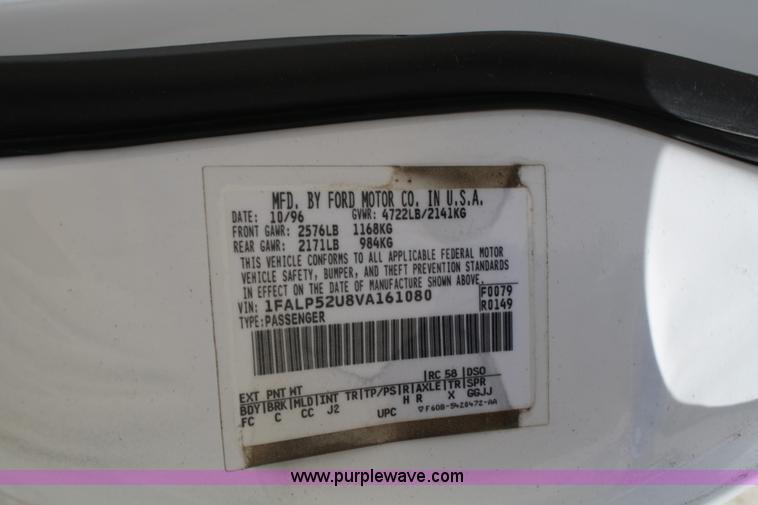 MFD. BY FORD MOTOR CO. IN U.S.A.
DATE: 10/96 GVWR: 4722LB/2141KG
FRONT GAWR: 2576LB 1168KG
REAR GAWR: 2171LB 984KG
THIS VEHICLE CONFORMS TO ALL APPLICABLE FEDERAL MOTOR
VEHICLE SAFETY, BUMPER, AND THEFT PREVENTION STANDARDS
IN EFFECT ON THE DATE OF MANUFACTURE SHOWN ABOVE.
VIN: 1FALP52U8VA161080 F0079
TYPE:PASSENGER R0149
RC 58 DSO
EXT PNT WT
BDY BRK MLD INT TR TP/PS R AXLE TR SPR
FC C CC J2 UPC H R X GGJJ
▽F60B-5420472-AA
www.purplewave.com